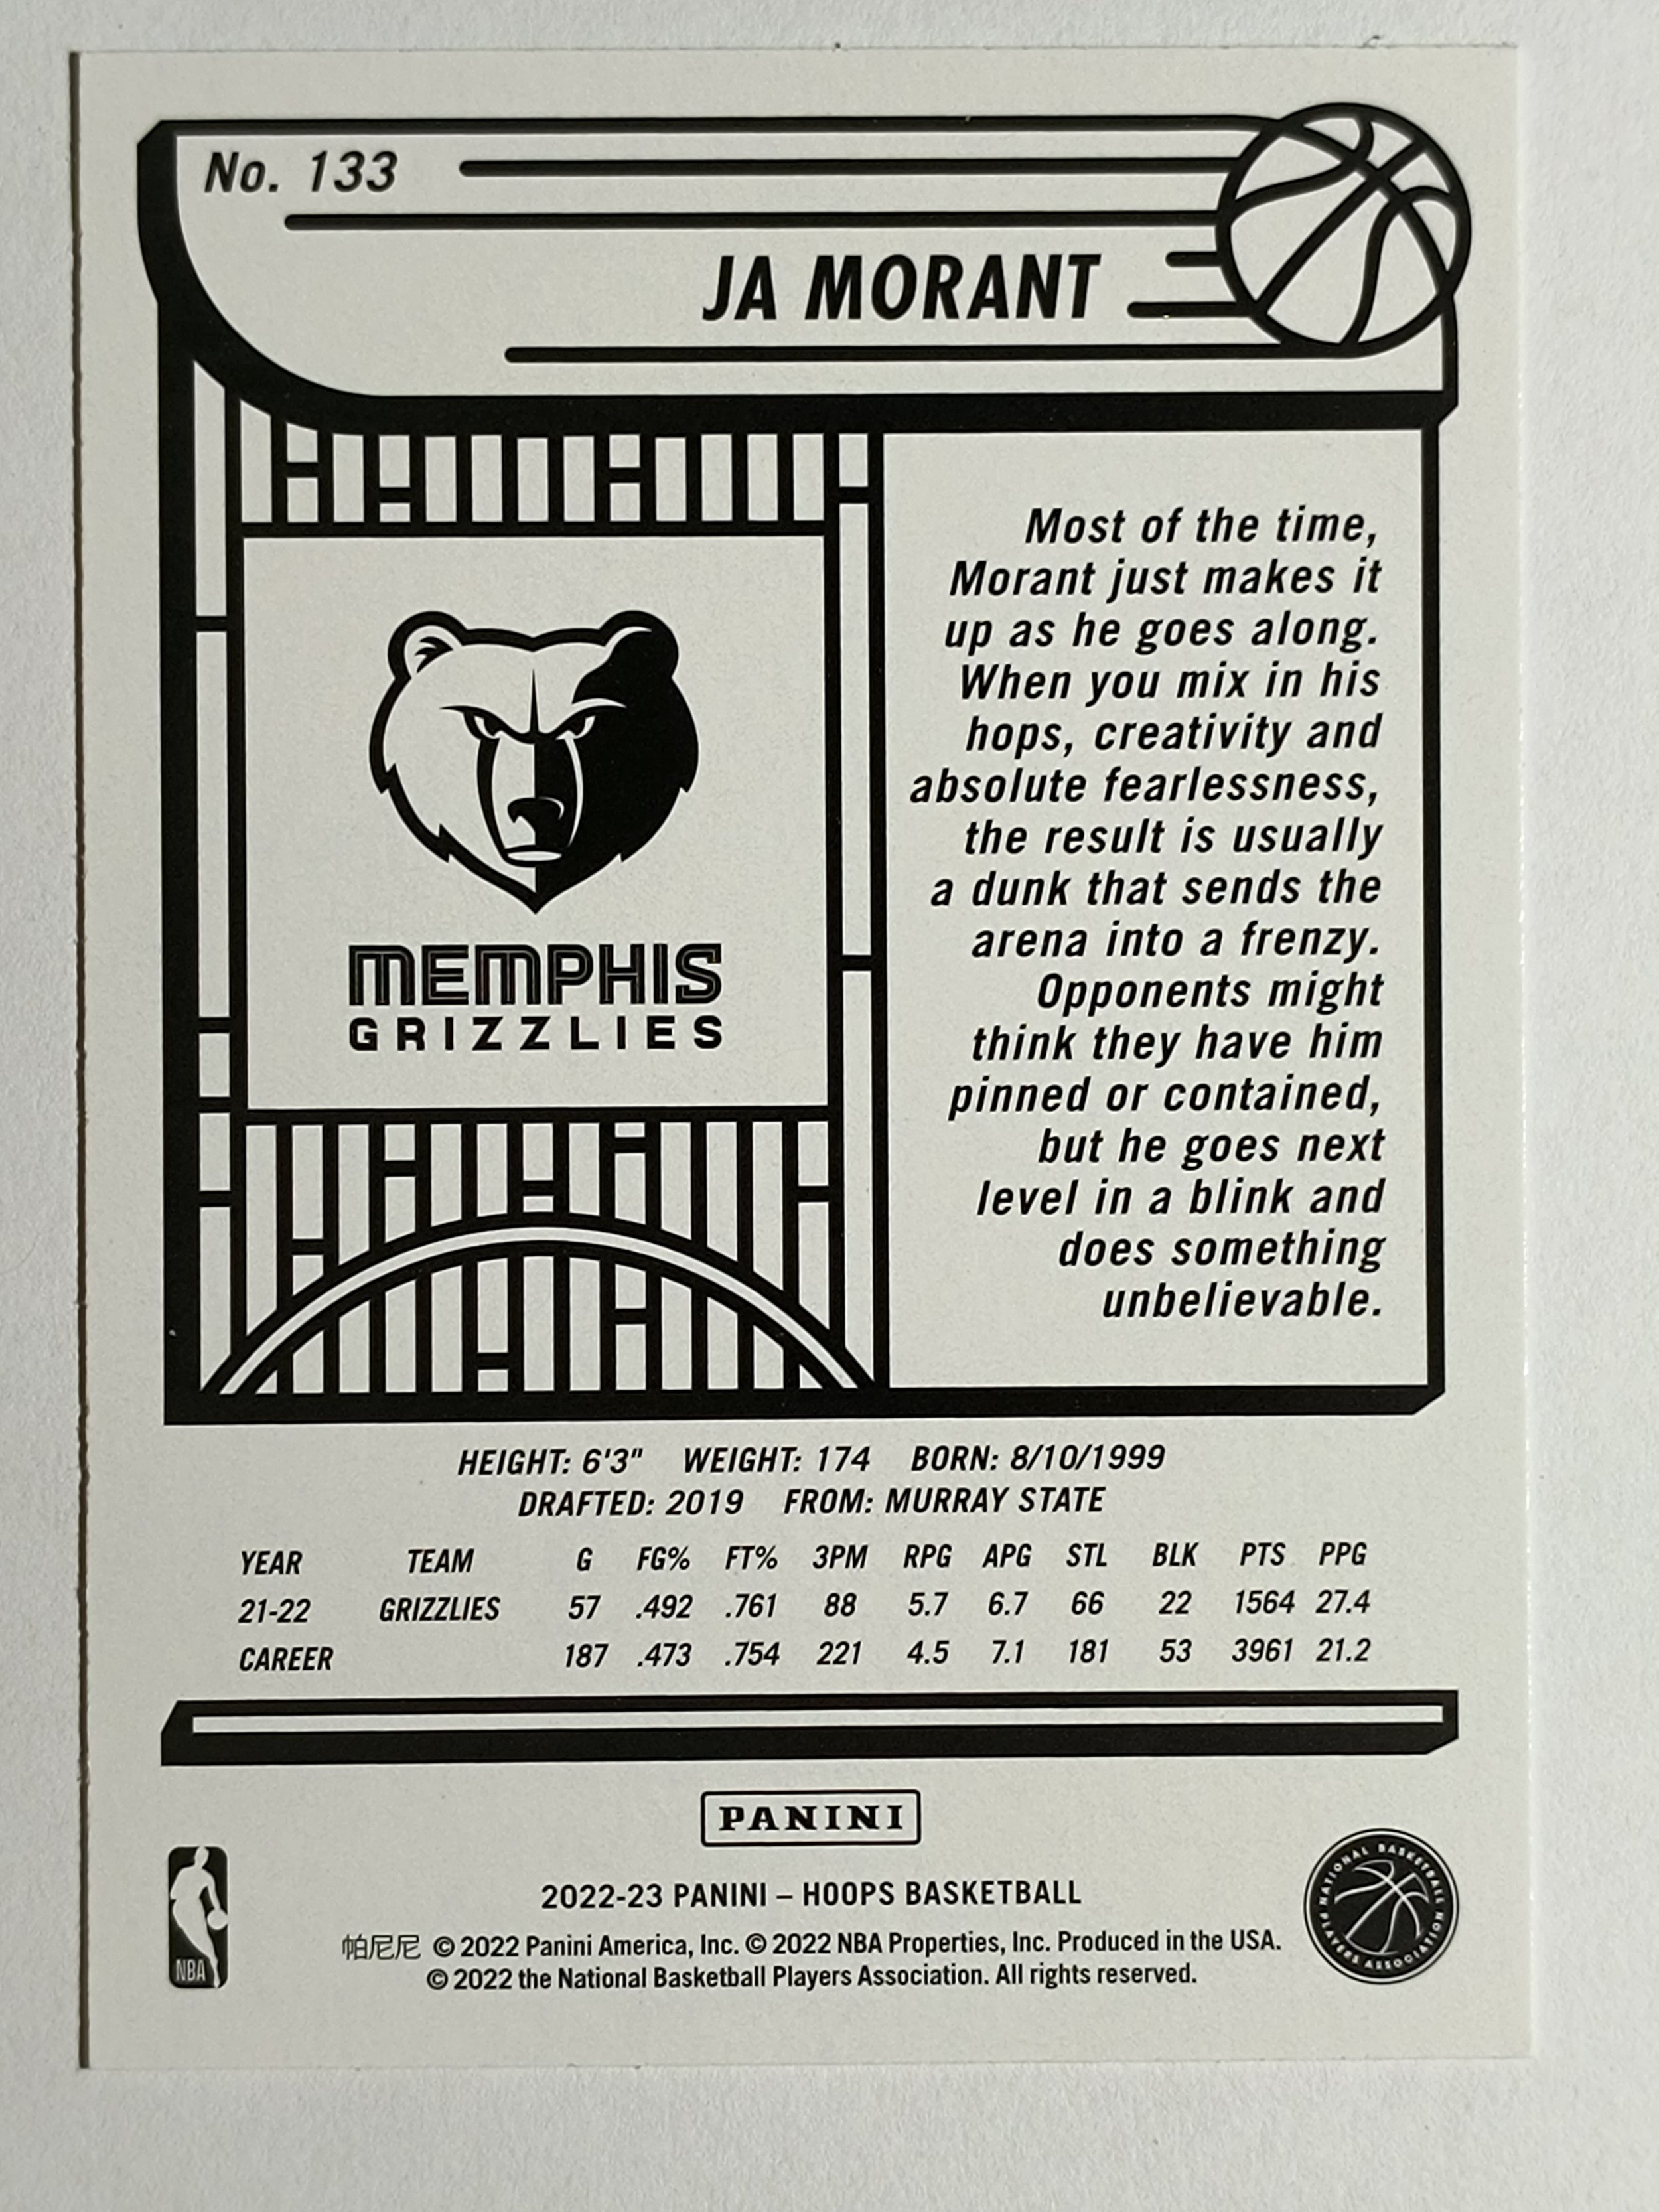 No. 133
JA MORANT
Most of the time,
Morant just makes it
up as he goes along.
When you mix in his
hops, creativity and
absolute fearlessness,
the result is usually
a dunk that sends the
arena into a frenzy.
Opponents might
think they have him
pinned or contained,
but he goes next
level in a blink and
does something
unbelievable.
MEMPHIS
GRIZZLIES
HEIGHT: 6'3" WEIGHT: 174 BORN: 8/10/1999
DRAFTED: 2019 FROM: MURRAY STATE
YEAR TEAM G FG% FT% 3PM RPG APG STL BLK PTS PPG
21-22 GRIZZLIES 57 .492 .761 88 5.7 6.7 66 22 1564 27.4
CAREER 187 .473 .754 221 4.5 7.1 181 53 3961 21.2
PANINI
2022-23 PANINI – HOOPS BASKETBALL
帕尼尼 © 2022 Panini America, Inc. © 2022 NBA Properties, Inc. Produced in the USA.
© 2022 the National Basketball Players Association. All rights reserved.
NBA
NATIONAL BASKETBALL PLAYERS ASSOCIATION